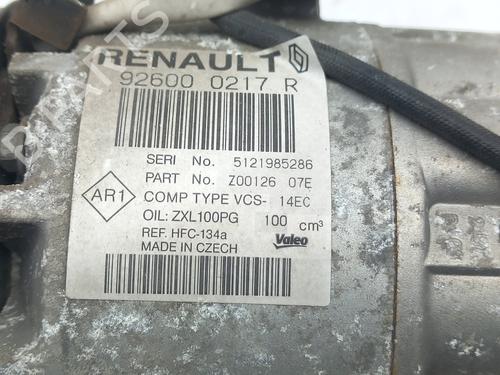 RENAULT
92600 0217 R
SERI No. 5121985286
PART No. Z00126 07E
AR1
COMP TYPE VCS- 14EC
OIL: ZXL100PG 100 cm³
REF. HFC-134a
MADE IN CZECH
Valeo